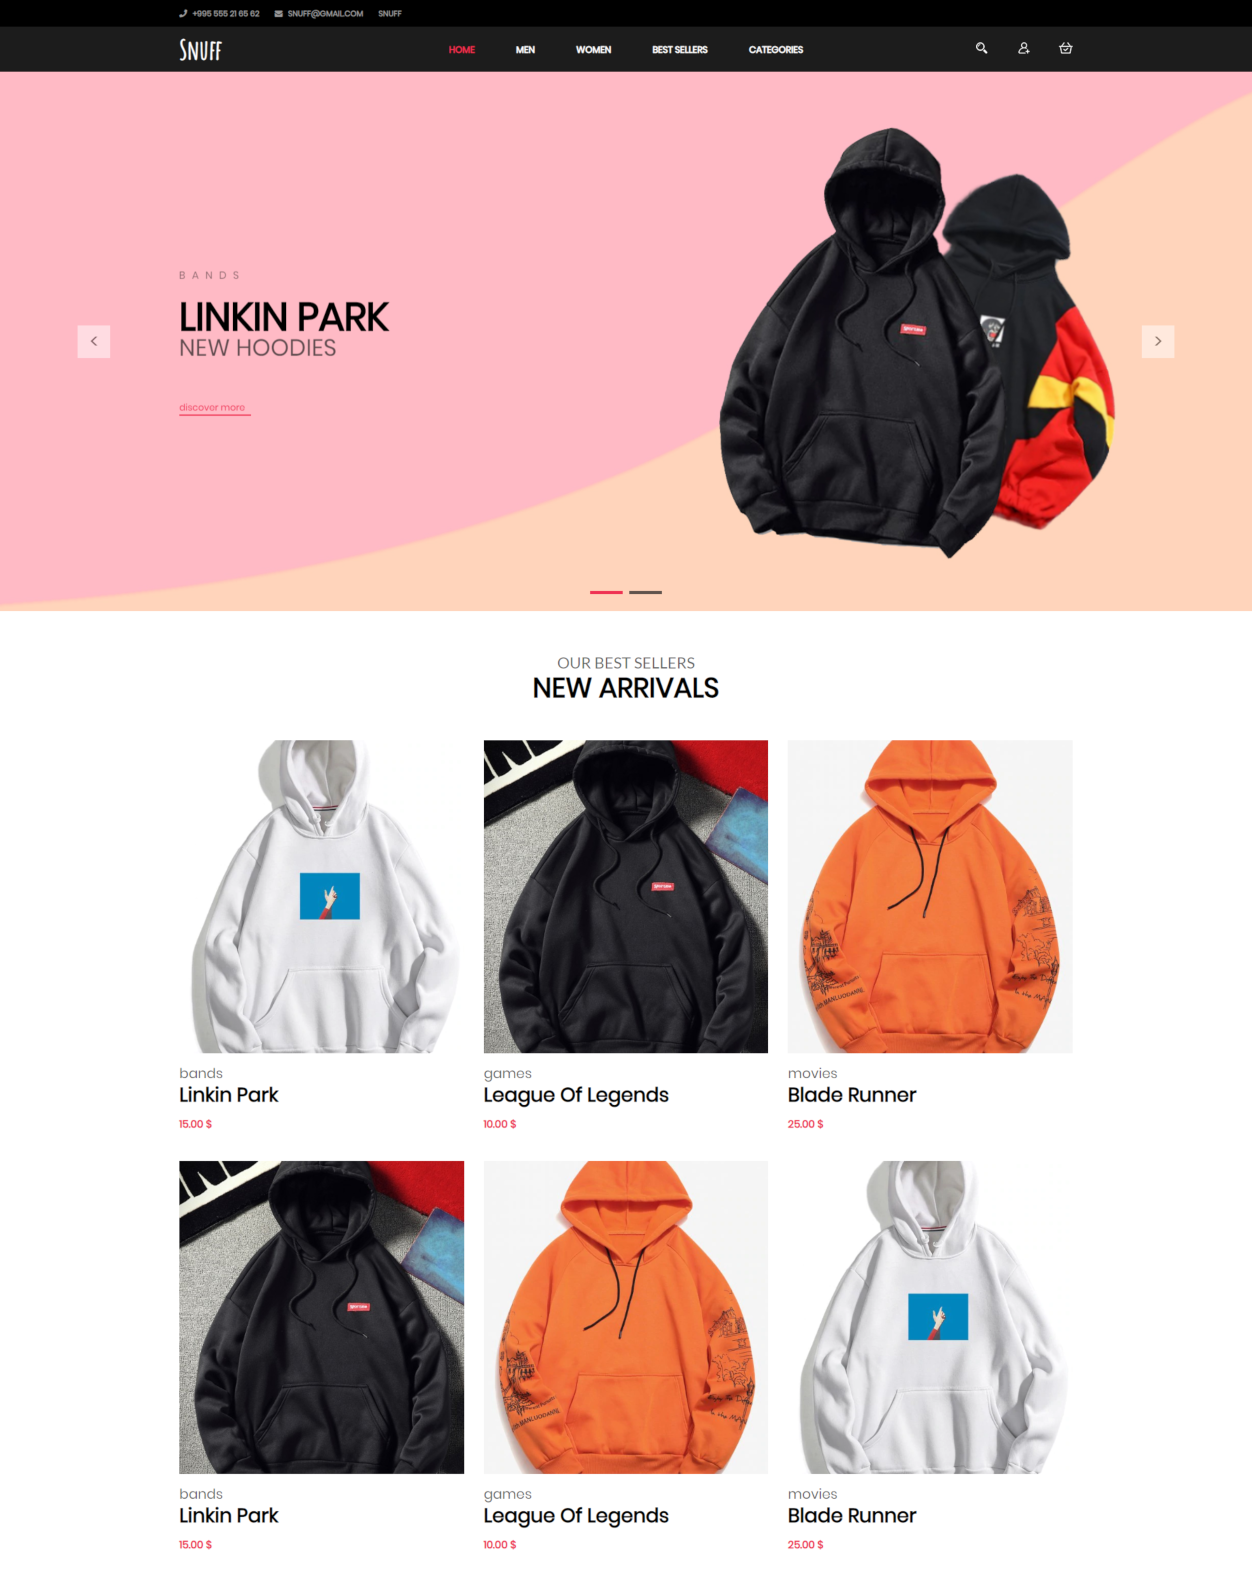 +995 555 21 65 62 SNUFF@GMAIL.COM SNUFF
SNUFF HOME MEN WOMEN BEST SELLERS CATEGORIES
BANDS
LINKIN PARK
NEW HOODIES
discover more
OUR BEST SELLERS
NEW ARRIVALS
bands games movies
Linkin Park League Of Legends Blade Runner
15.00 $ 10.00 $ 25.00 $
bands games movies
Linkin Park League Of Legends Blade Runner
15.00 $ 10.00 $ 25.00 $